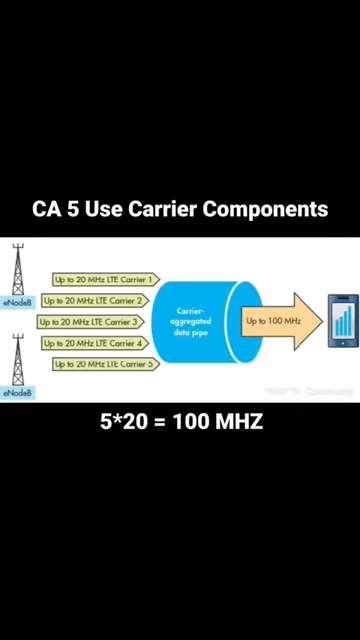 CA 5 Use Carrier Components
Up to 20 MHz LTE Carrier 1
eNodeB
Up to 20 MHz LTE Carrier 2
Up to 20 MHz LTE Carrier 3
Up to 20 MHz LTE Carrier 4
Up to 20 MHz LTE Carrier 5
eNodeB
Carrier-
aggregated
data pipe
Up to 100 MHz
5*20 = 100 MHZ